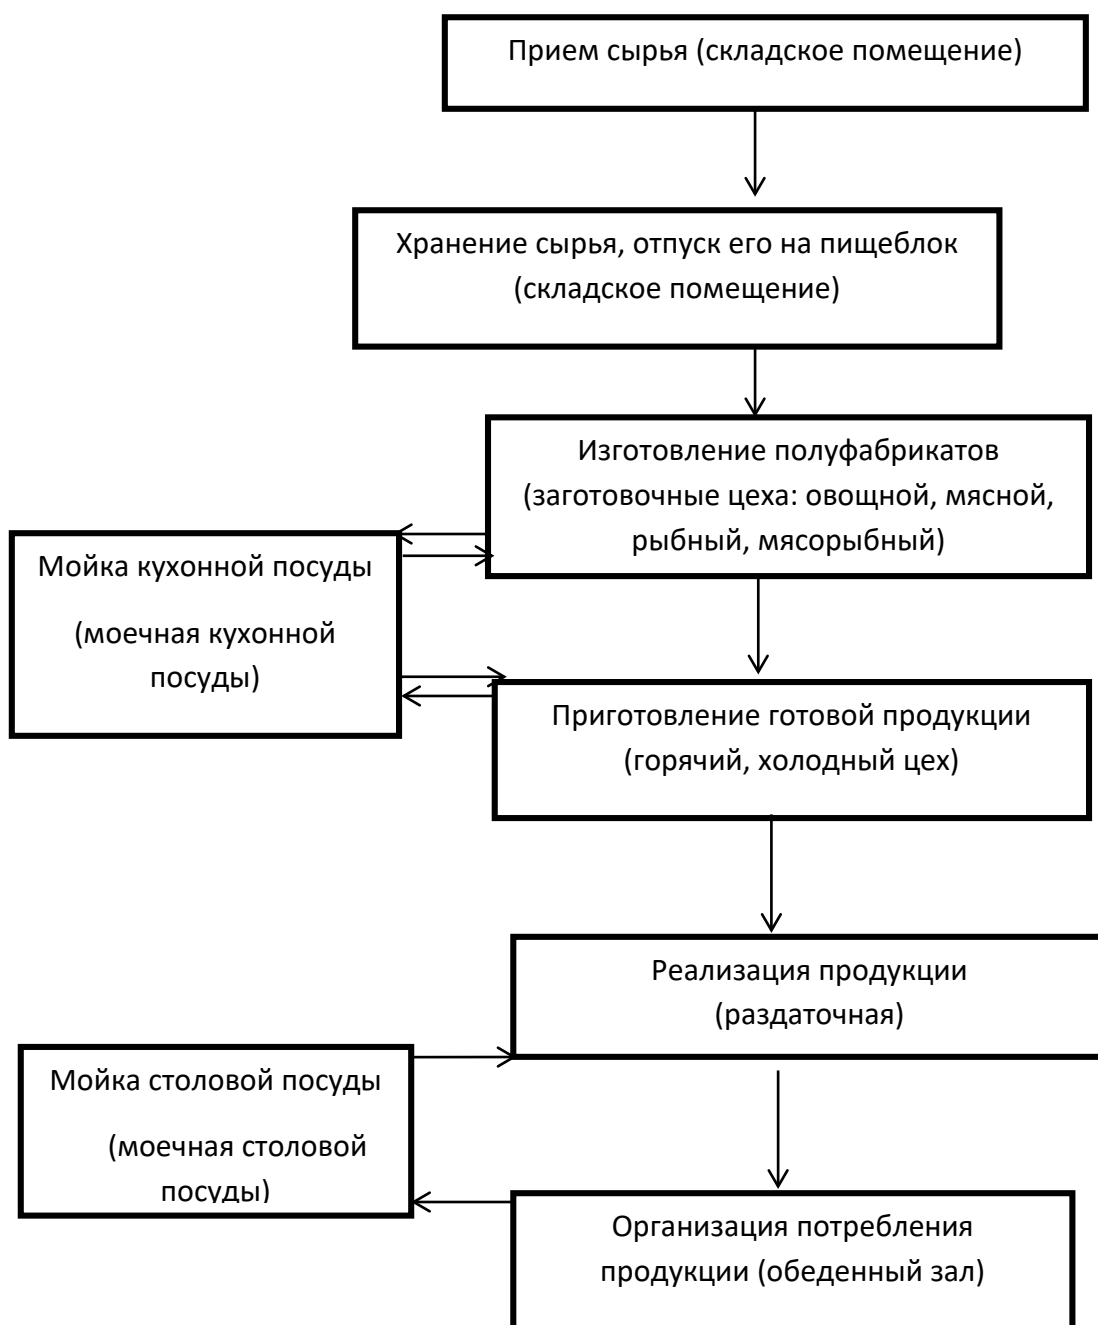 Прием сырья (складское помещение)
Хранение сырья, отпуск его на пищеблок
(складское помещение)
Изготовление полуфабрикатов
(заготовочные цеха: овощной, мясной,
рыбный, мясорыбный)
Мойка кухонной посуды
(моечная кухонной
посуды)
Приготовление готовой продукции
(горячий, холодный цех)
Реализация продукции
(раздаточная)
Мойка столовой посуды
(моечная столовой
посуды)
Организация потребления
продукции (обеденный зал)